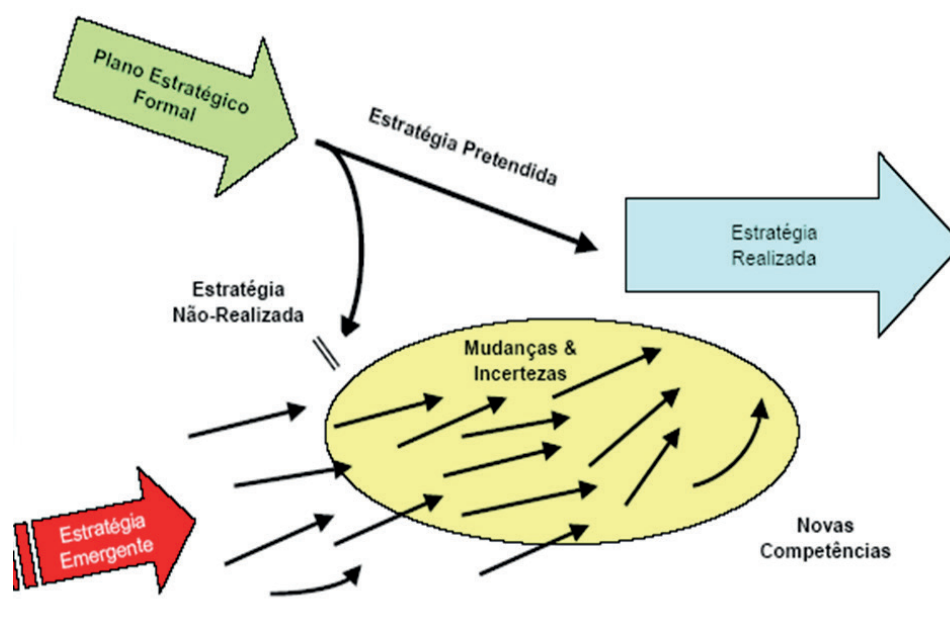 Plano Estratégico
Formal
Estratégia Pretendida
Estratégia
Realizada
Estratégia
Não-Realizada
Mudanças &
Incertezas
Estratégia
Emergente
Novas
Competências